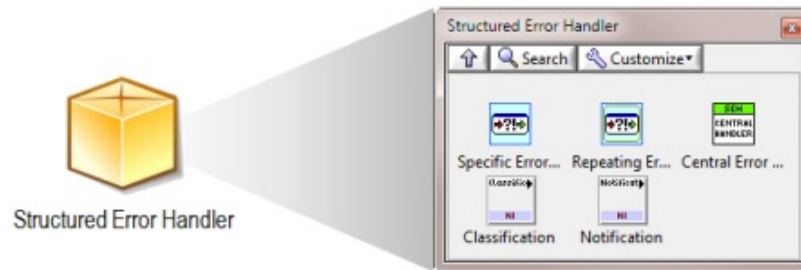 Structured Error Handler
Structured Error Handler
Search
Customize
Specific Error...
Repeating Er...
Central Error ...
SEH
CENTRAL
HANDLER
Classification
Notification
NI
NI